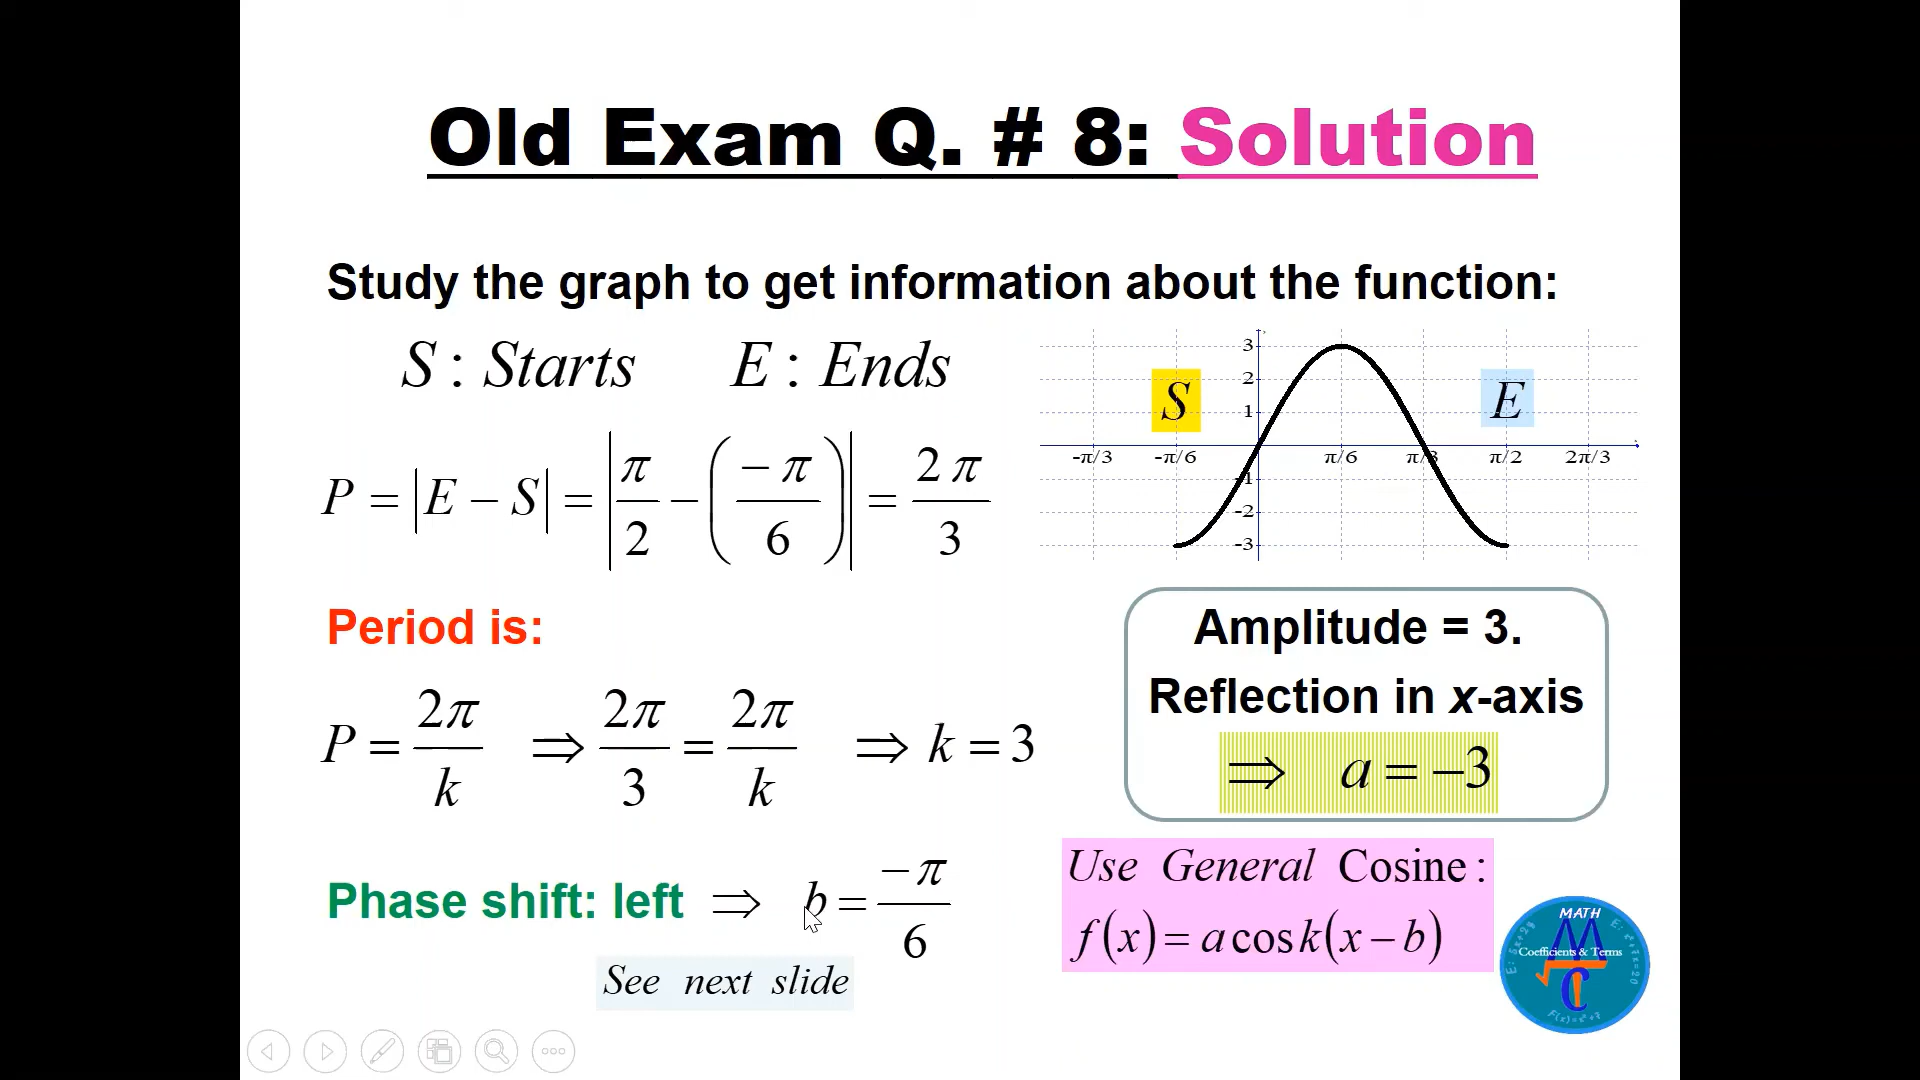 Old Exam Q. # 8: Solution
Study the graph to get information about the function:
S : Starts E : Ends
P = |E − S| = |π/2 − (−π/6)| = 2π/3
3
2
1
-1
-2
-3
-π/3 -π/6 π/6 π/3 π/2 2π/3
S
E
Period is:
P = 2π/k ⇒ 2π/3 = 2π/k ⇒ k = 3
Amplitude = 3.
Reflection in x-axis
⇒ a = −3
Phase shift: left ⇒ b = −π/6
See next slide
Use General Cosine :
f(x) = a cos k(x − b)
MATH
Coefficients & Terms